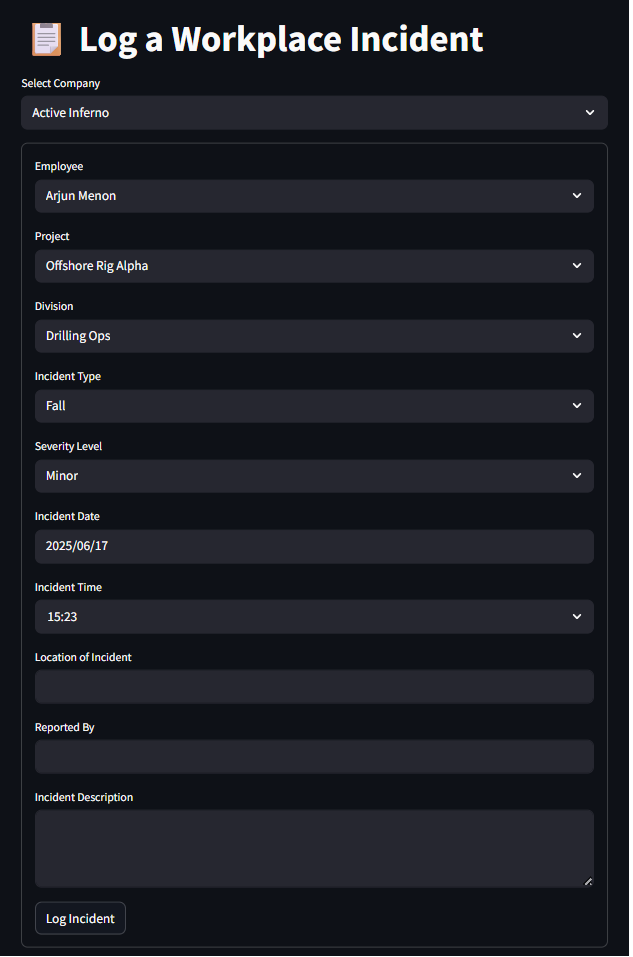 Log a Workplace Incident
Select Company
Active Inferno
Employee
Arjun Menon
Project
Offshore Rig Alpha
Division
Drilling Ops
Incident Type
Fall
Severity Level
Minor
Incident Date
2025/06/17
Incident Time
15:23
Location of Incident
Reported By
Incident Description
Log Incident